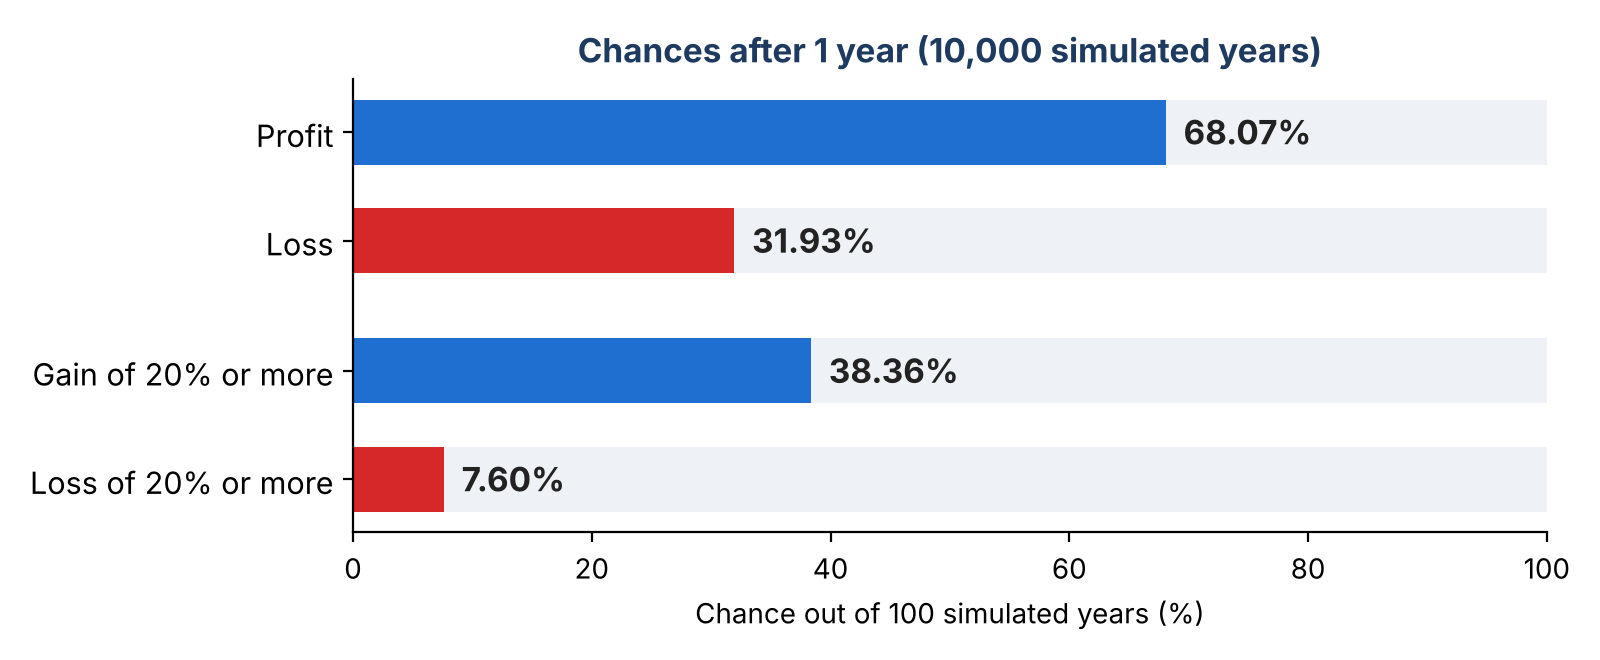 Chances after 1 year (10,000 simulated years)
Profit
68.07%
Loss
31.93%
Gain of 20% or more
38.36%
Loss of 20% or more
7.60%
0 20 40 60 80 100
Chance out of 100 simulated years (%)